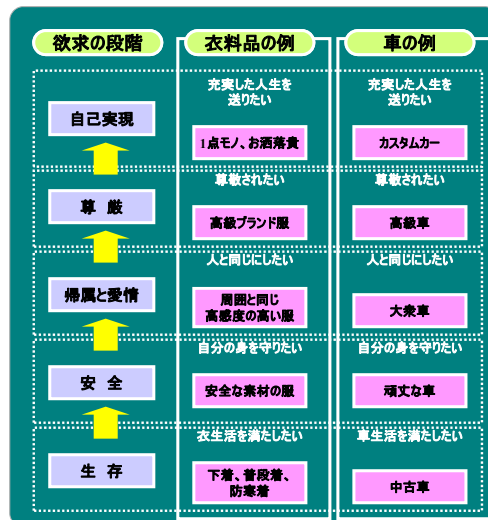 欲求の段階
衣料品の例
車の例
充実した人生を
送りたい
充実した人生を
送りたい
自己実現
1点モノ、お洒落貴
カスタムカー
尊敬されたい
尊敬されたい
尊 厳
高級ブランド服
高級車
人と同じにしたい
人と同じにしたい
帰属と愛情
周囲と同じ
高感度の高い服
大衆車
自分の身を守りたい
自分の身を守りたい
安 全
安全な素材の服
頑丈な車
衣生活を満たしたい
車生活を満たしたい
生 存
下着、普段着、
防寒着
中古車